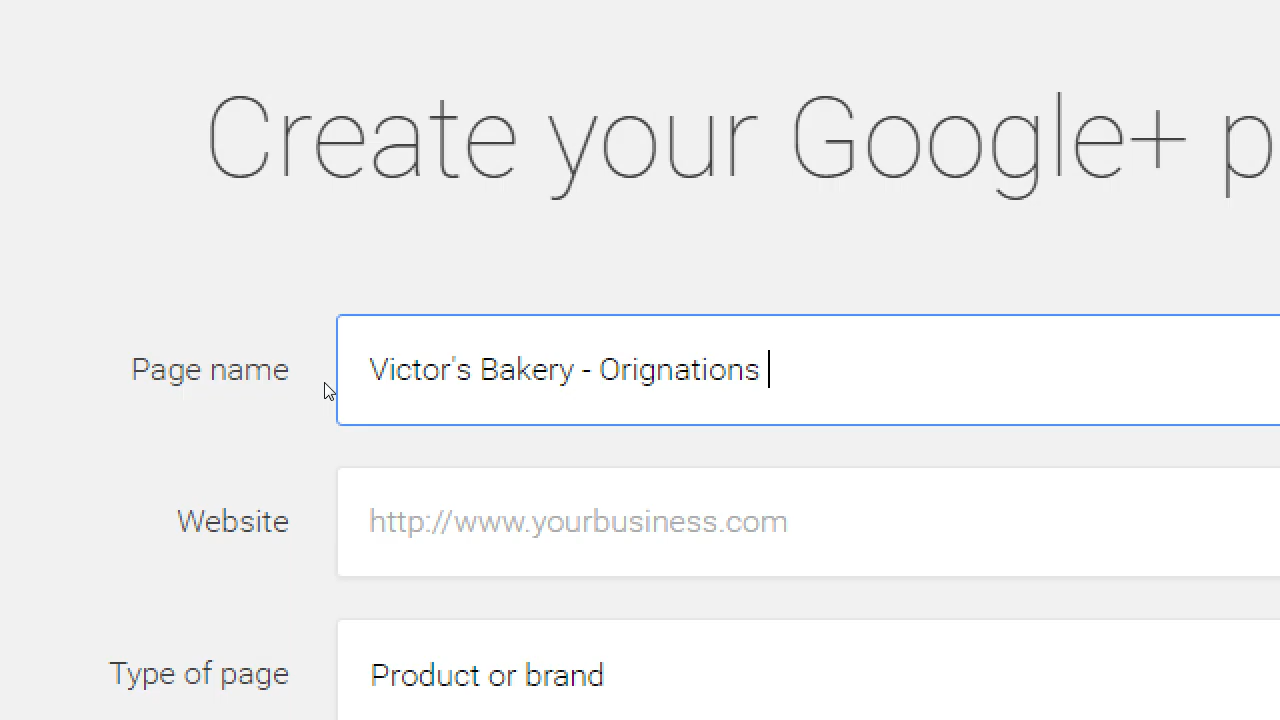 Create your Google+ p
Page name
Victor's Bakery - Orignations
Website
http://www.yourbusiness.com
Type of page
Product or brand